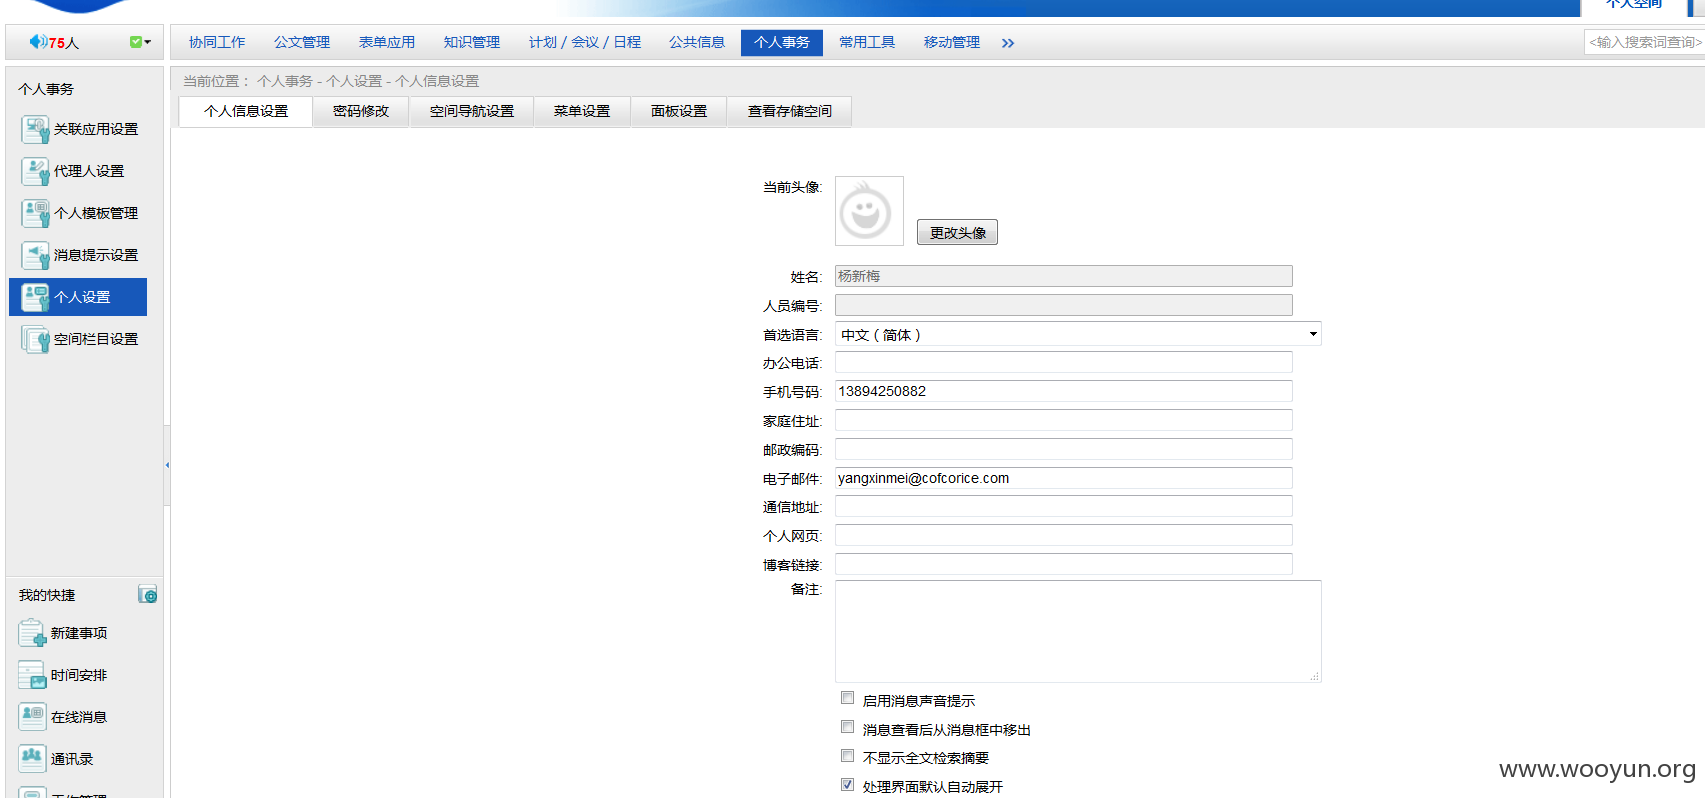 个人空间
75人
协同工作 公文管理 表单应用 知识管理 计划 / 会议 / 日程 公共信息 个人事务 常用工具 移动管理 >>
<输入搜索词查询>
个人事务
关联应用设置
代理人设置
个人模板管理
消息提示设置
个人设置
空间栏目设置
我的快捷
新建事项
时间安排
在线消息
通讯录
工作管理
当前位置： 个人事务 - 个人设置 - 个人信息设置
个人信息设置 密码修改 空间导航设置 菜单设置 面板设置 查看存储空间
当前头像:
更改头像
姓名: 杨新梅
人员编号:
首选语言: 中文（简体）
办公电话:
手机号码: 13894250882
家庭住址:
邮政编码:
电子邮件: yangxinmei@cofcorice.com
通信地址:
个人网页:
博客链接:
备注:
启用消息声音提示
消息查看后从消息框中移出
不显示全文检索摘要
处理界面默认自动展开
www.wooyun.org